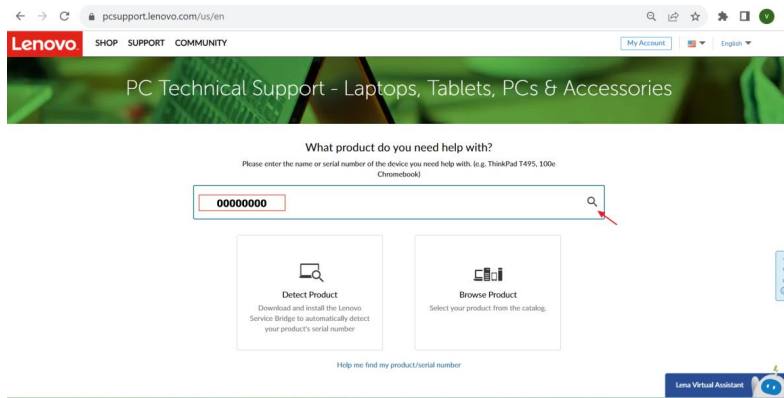 pcsupport.lenovo.com/us/en
V
Lenovo. SHOP SUPPORT COMMUNITY My Account English
PC Technical Support - Laptops, Tablets, PCs & Accessories
What product do you need help with?
Please enter the name or serial number of the device you need help with. (e.g. ThinkPad T495, 100e
Chromebook)
00000000
Detect Product
Download and install the Lenovo
Service Bridge to automatically detect
your product's serial number
Browse Product
Select your product from the catalog.
Help me find my product/serial number
Lena Virtual Assistant